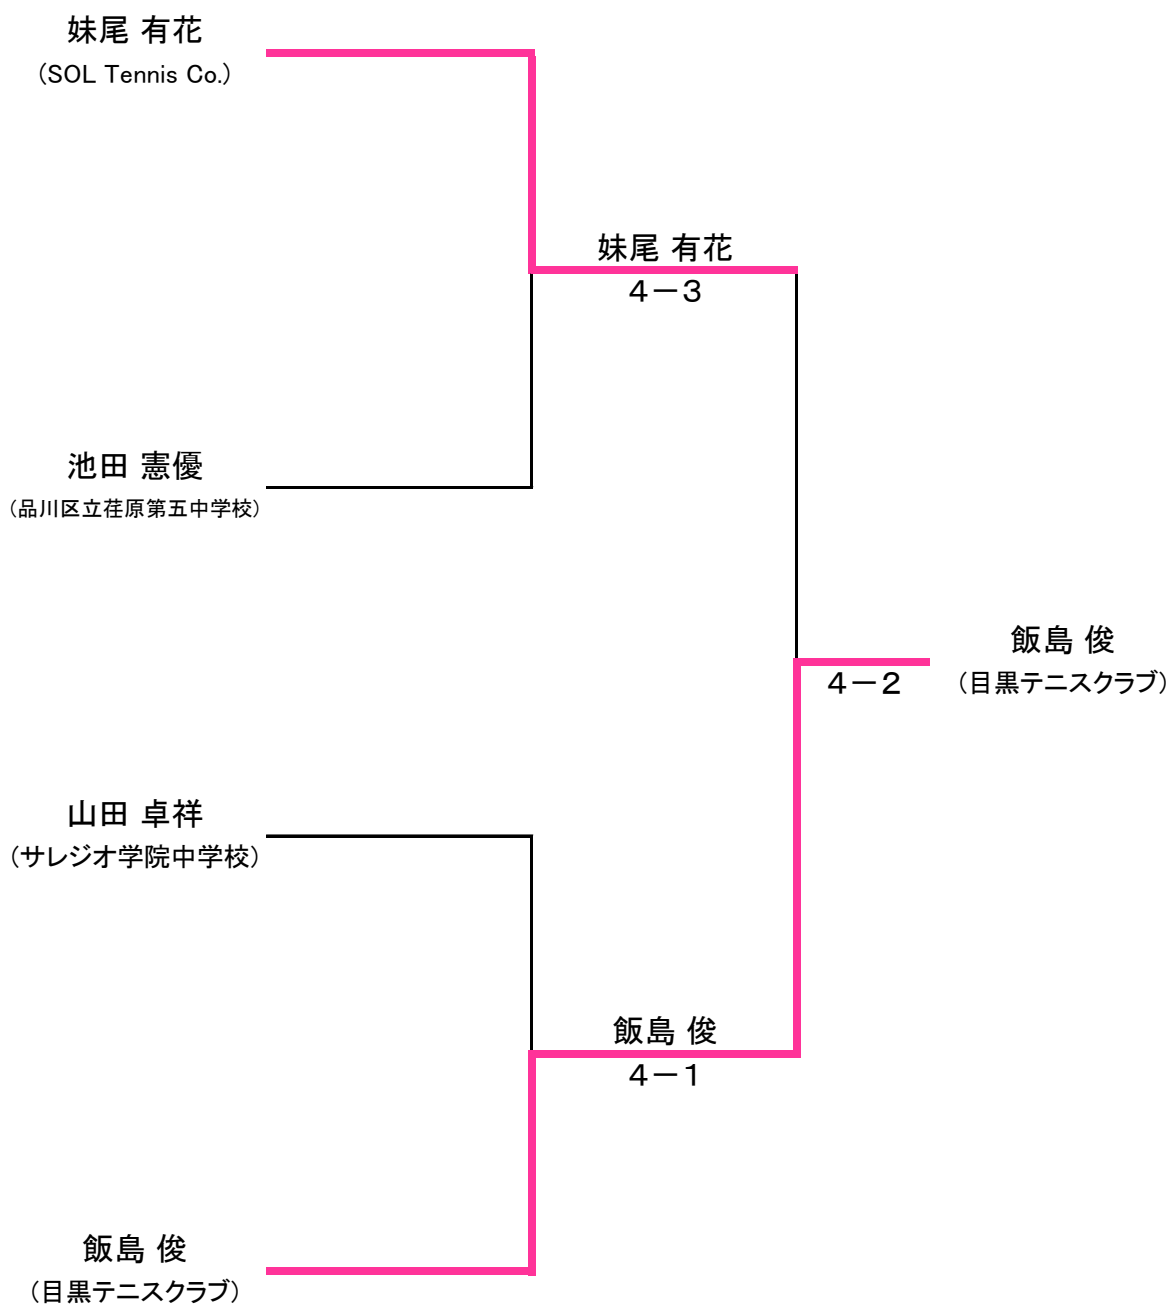 妹尾 有花
(SOL Tennis Co.)
妹尾 有花
4－3
池田 憲優
(品川区立荏原第五中学校)
飯島 俊
4－2
(目黒テニスクラブ)
山田 卓祥
(サレジオ学院中学校)
飯島 俊
4－1
飯島 俊
(目黒テニスクラブ)